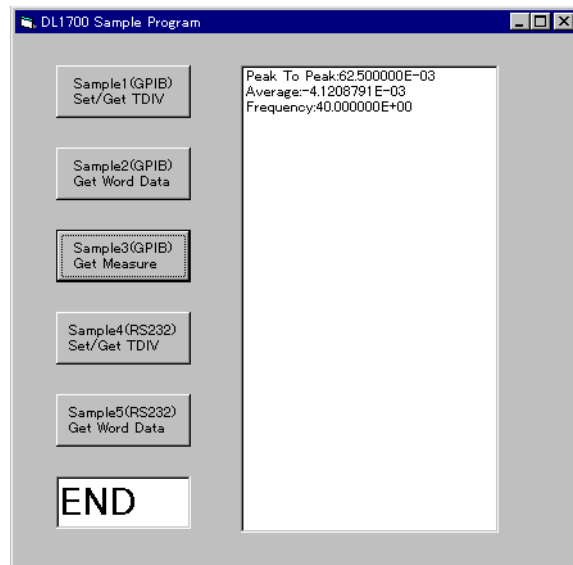 DL1700 Sample Program
Sample1(GPIB)
Set/Get TDIV
Sample2(GPIB)
Get Word Data
Sample3(GPIB)
Get Measure
Sample4(RS232)
Set/Get TDIV
Sample5(RS232)
Get Word Data
END
Peak To Peak:62.500000E-03
Average:-4.1208791E-03
Frequency:40.000000E+00